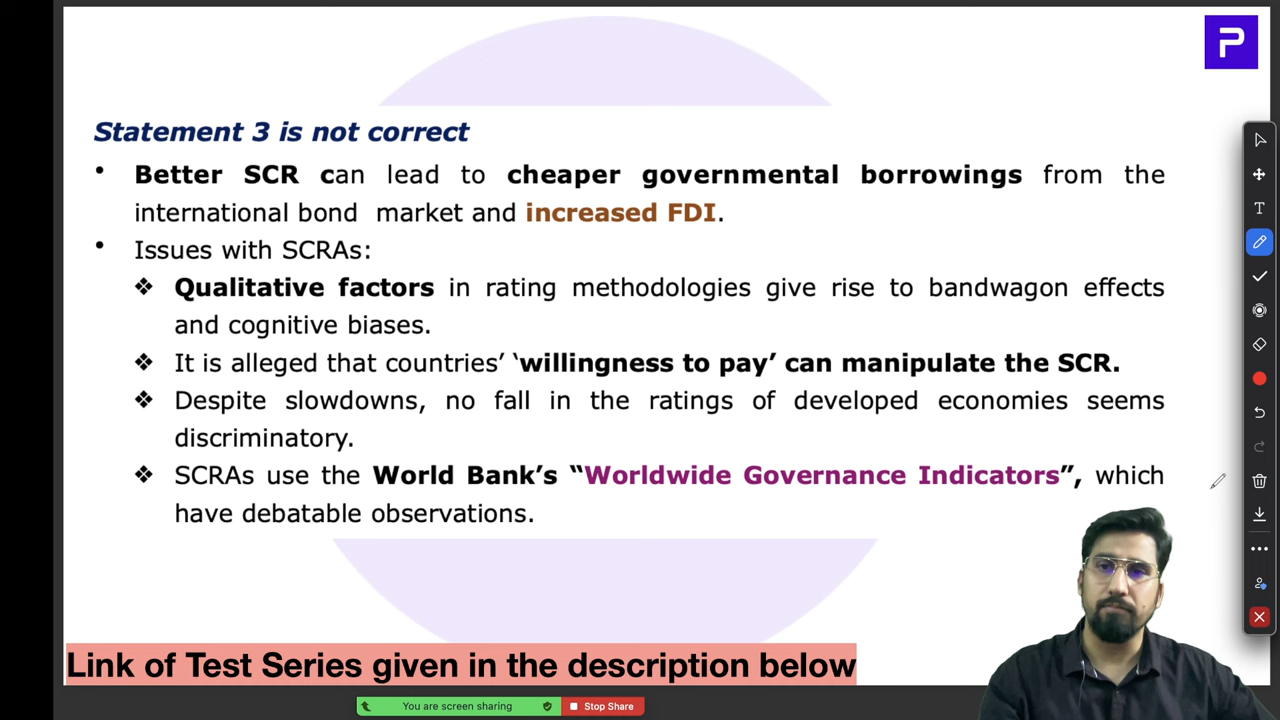 P
Statement 3 is not correct
• Better SCR can lead to cheaper governmental borrowings from the
international bond market and increased FDI.
• Issues with SCRAs:
❖ Qualitative factors in rating methodologies give rise to bandwagon effects
and cognitive biases.
❖ It is alleged that countries’ ‘willingness to pay’ can manipulate the SCR.
❖ Despite slowdowns, no fall in the ratings of developed economies seems
discriminatory.
❖ SCRAs use the World Bank’s “Worldwide Governance Indicators”, which
have debatable observations.
Link of Test Series given in the description below
You are screen sharing Stop Share
T